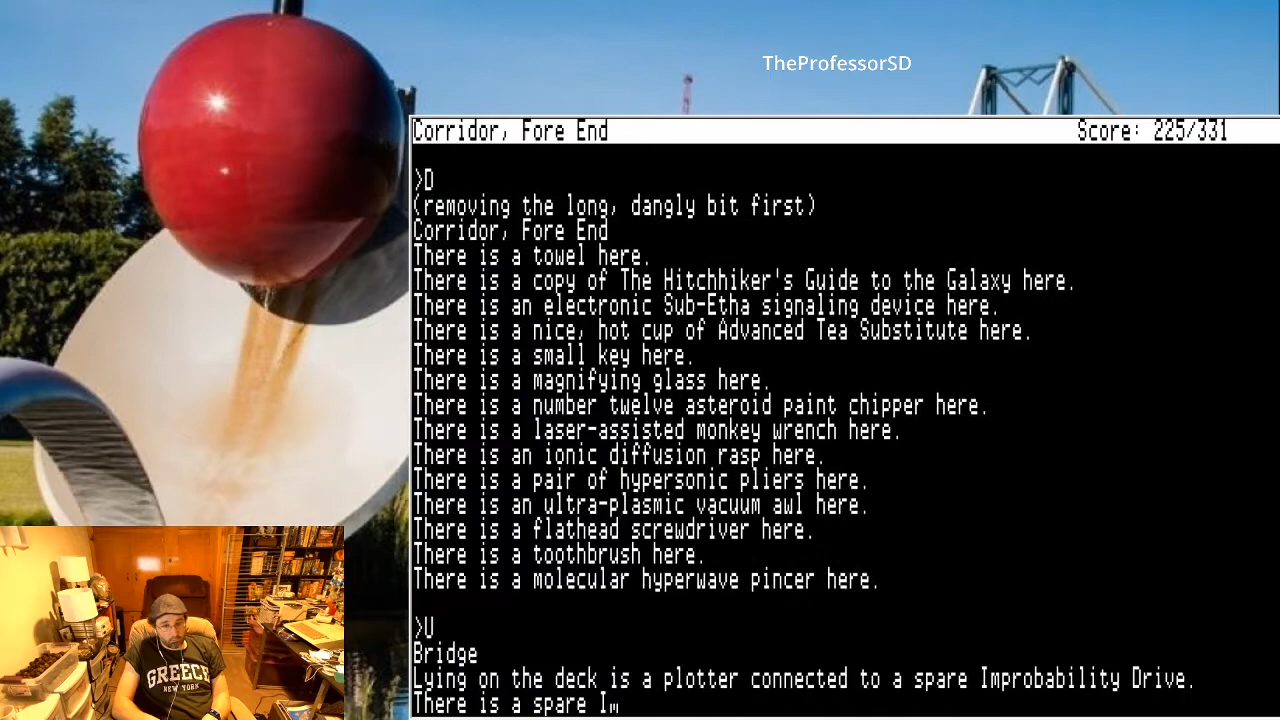 TheProfessorSD
Corridor, Fore End Score: 225/331
>D
(removing the long, dangly bit first)
Corridor, Fore End
There is a towel here.
There is a copy of The Hitchhiker's Guide to the Galaxy here.
There is an electronic Sub-Etha signaling device here.
There is a nice, hot cup of Advanced Tea Substitute here.
There is a small key here.
There is a magnifying glass here.
There is a number twelve asteroid paint chipper here.
There is a laser-assisted monkey wrench here.
There is an ionic diffusion rasp here.
There is a pair of hypersonic pliers here.
There is an ultra-plasmic vacuum awl here.
There is a flathead screwdriver here.
There is a toothbrush here.
There is a molecular hyperwave pincer here.
>U
Bridge
Lying on the deck is a plotter connected to a spare Improbability Drive.
There is a spare Im
GREECE
NEW YORK